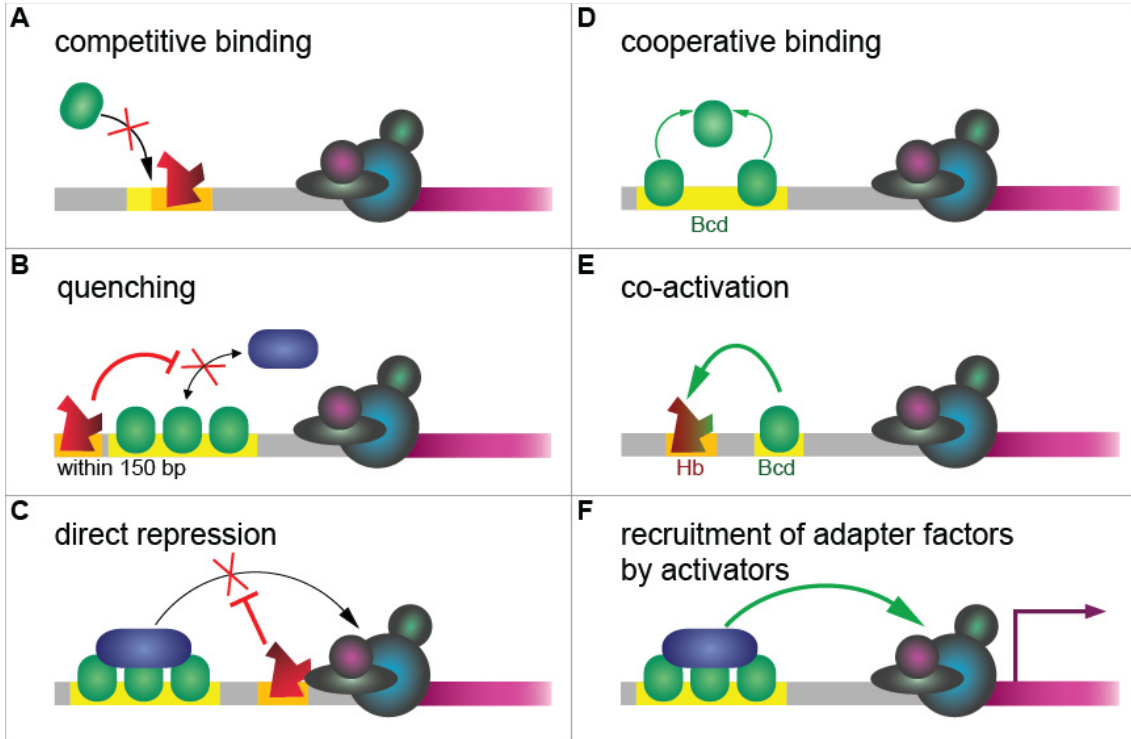 A
competitive binding
B
quenching
within 150 bp
C
direct repression
D
cooperative binding
Bcd
E
co-activation
Hb
Bcd
F
recruitment of adapter factors
by activators